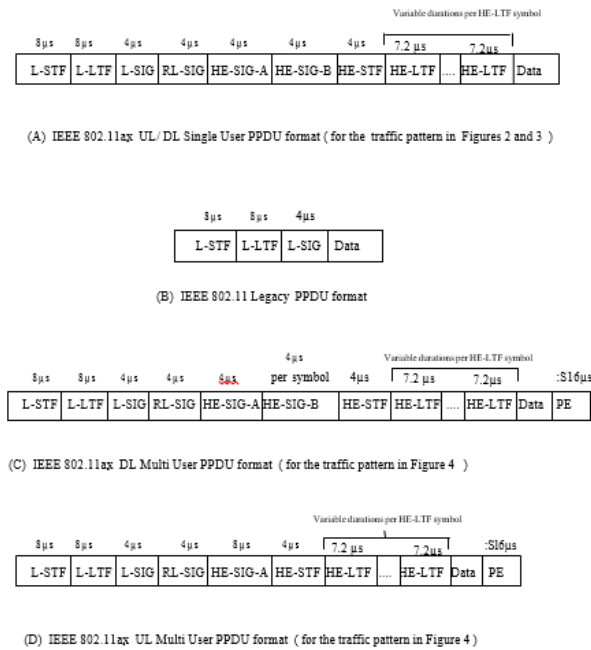 Variable durations per HE-LTF symbol
8µs 8µs 4µs 4µs 4µs 4µs 4µs 7.2 µs 7.2µs
L-STF L-LTF L-SIG RL-SIG HE-SIG-A HE-SIG-B HE-STF HE-LTF .... HE-LTF Data
(A) IEEE 802.11ax UL/DL Single User PPDU format ( for the traffic pattern in Figures 2 and 3 )
8µs 8µs 4µs
L-STF L-LTF L-SIG Data
(B) IEEE 802.11 Legacy PPDU format
4µs Variable durations per HE-LTF symbol
8µs 8µs 4µs 4µs 4µs per symbol 4µs 7.2 µs 7.2µs :S16µs
L-STF L-LTF L-SIG RL-SIG HE-SIG-A HE-SIG-B HE-STF HE-LTF .... HE-LTF Data PE
(C) IEEE 802.11ax DL Multi User PPDU format ( for the traffic pattern in Figure 4 )
Variable durations per HE-LTF symbol
8µs 8µs 4µs 4µs 8µs 4µs 7.2 µs 7.2µs :S16µs
L-STF L-LTF L-SIG RL-SIG HE-SIG-A HE-STF HE-LTF .... HE-LTF Data PE
(D) IEEE 802.11ax UL Multi User PPDU format ( for the traffic pattern in Figure 4 )